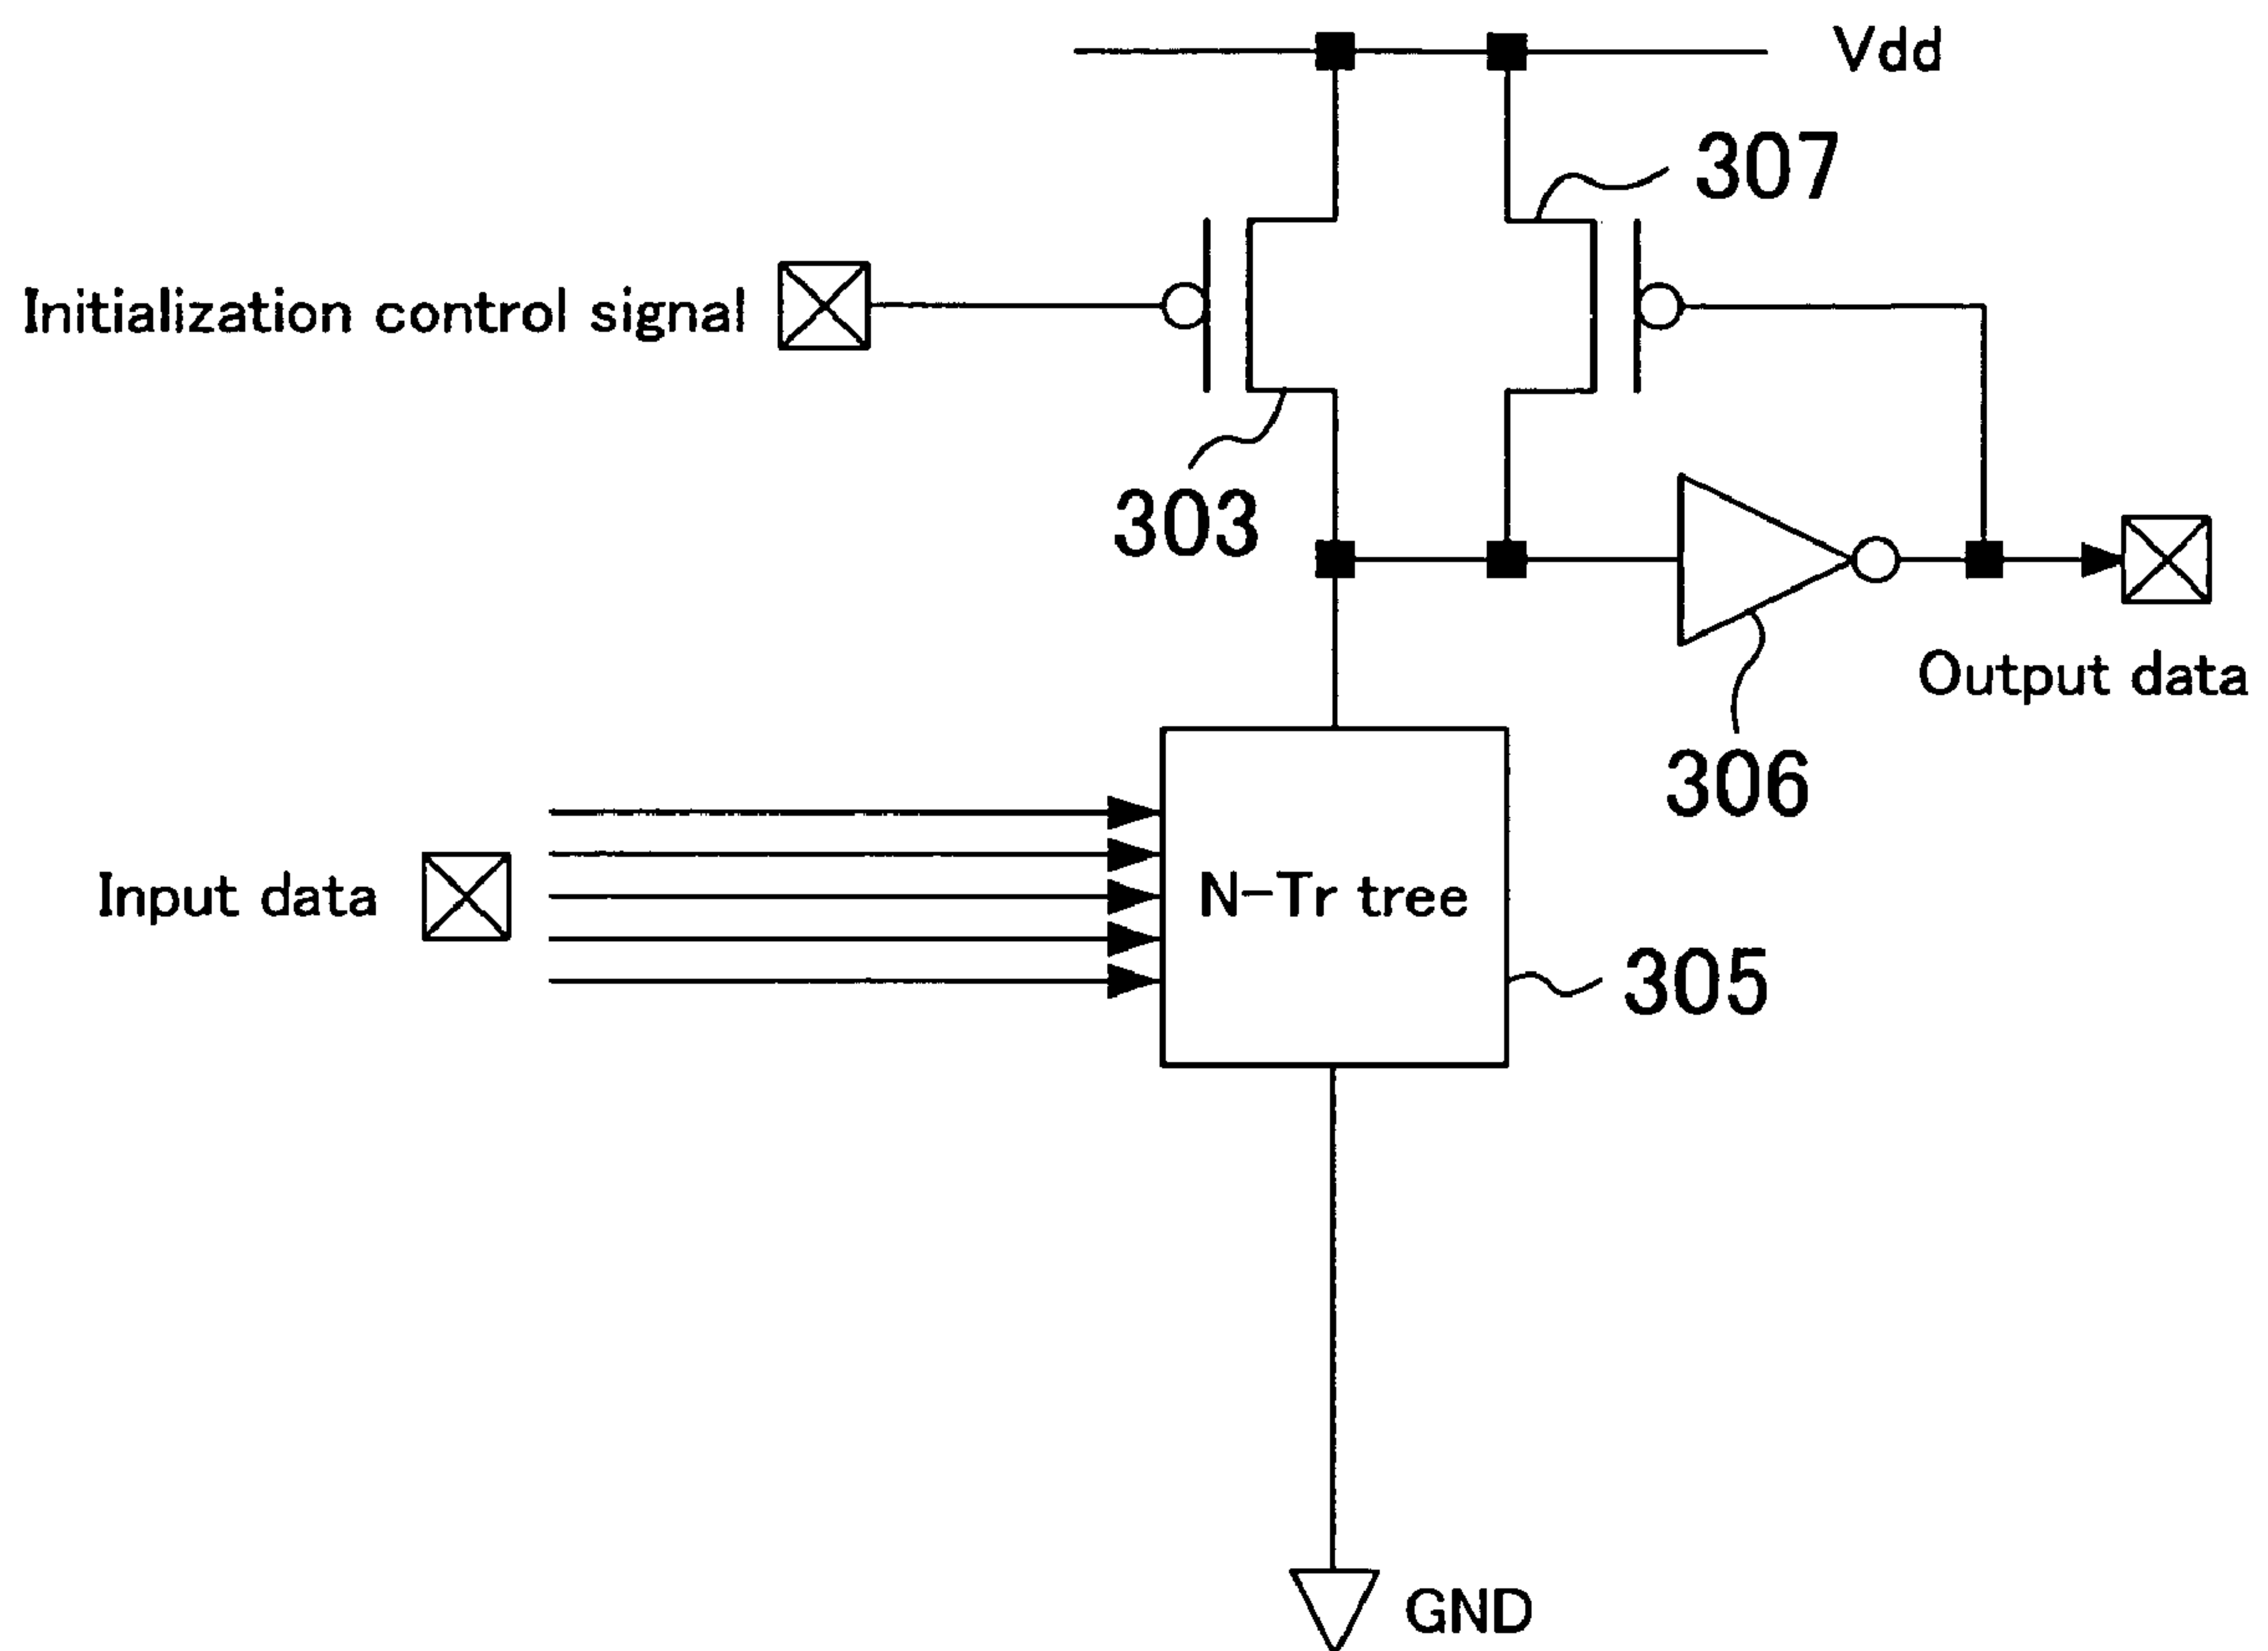 Vdd
307
Initialization control signal
303
Output data
306
Input data
N-Tr tree
305
GND